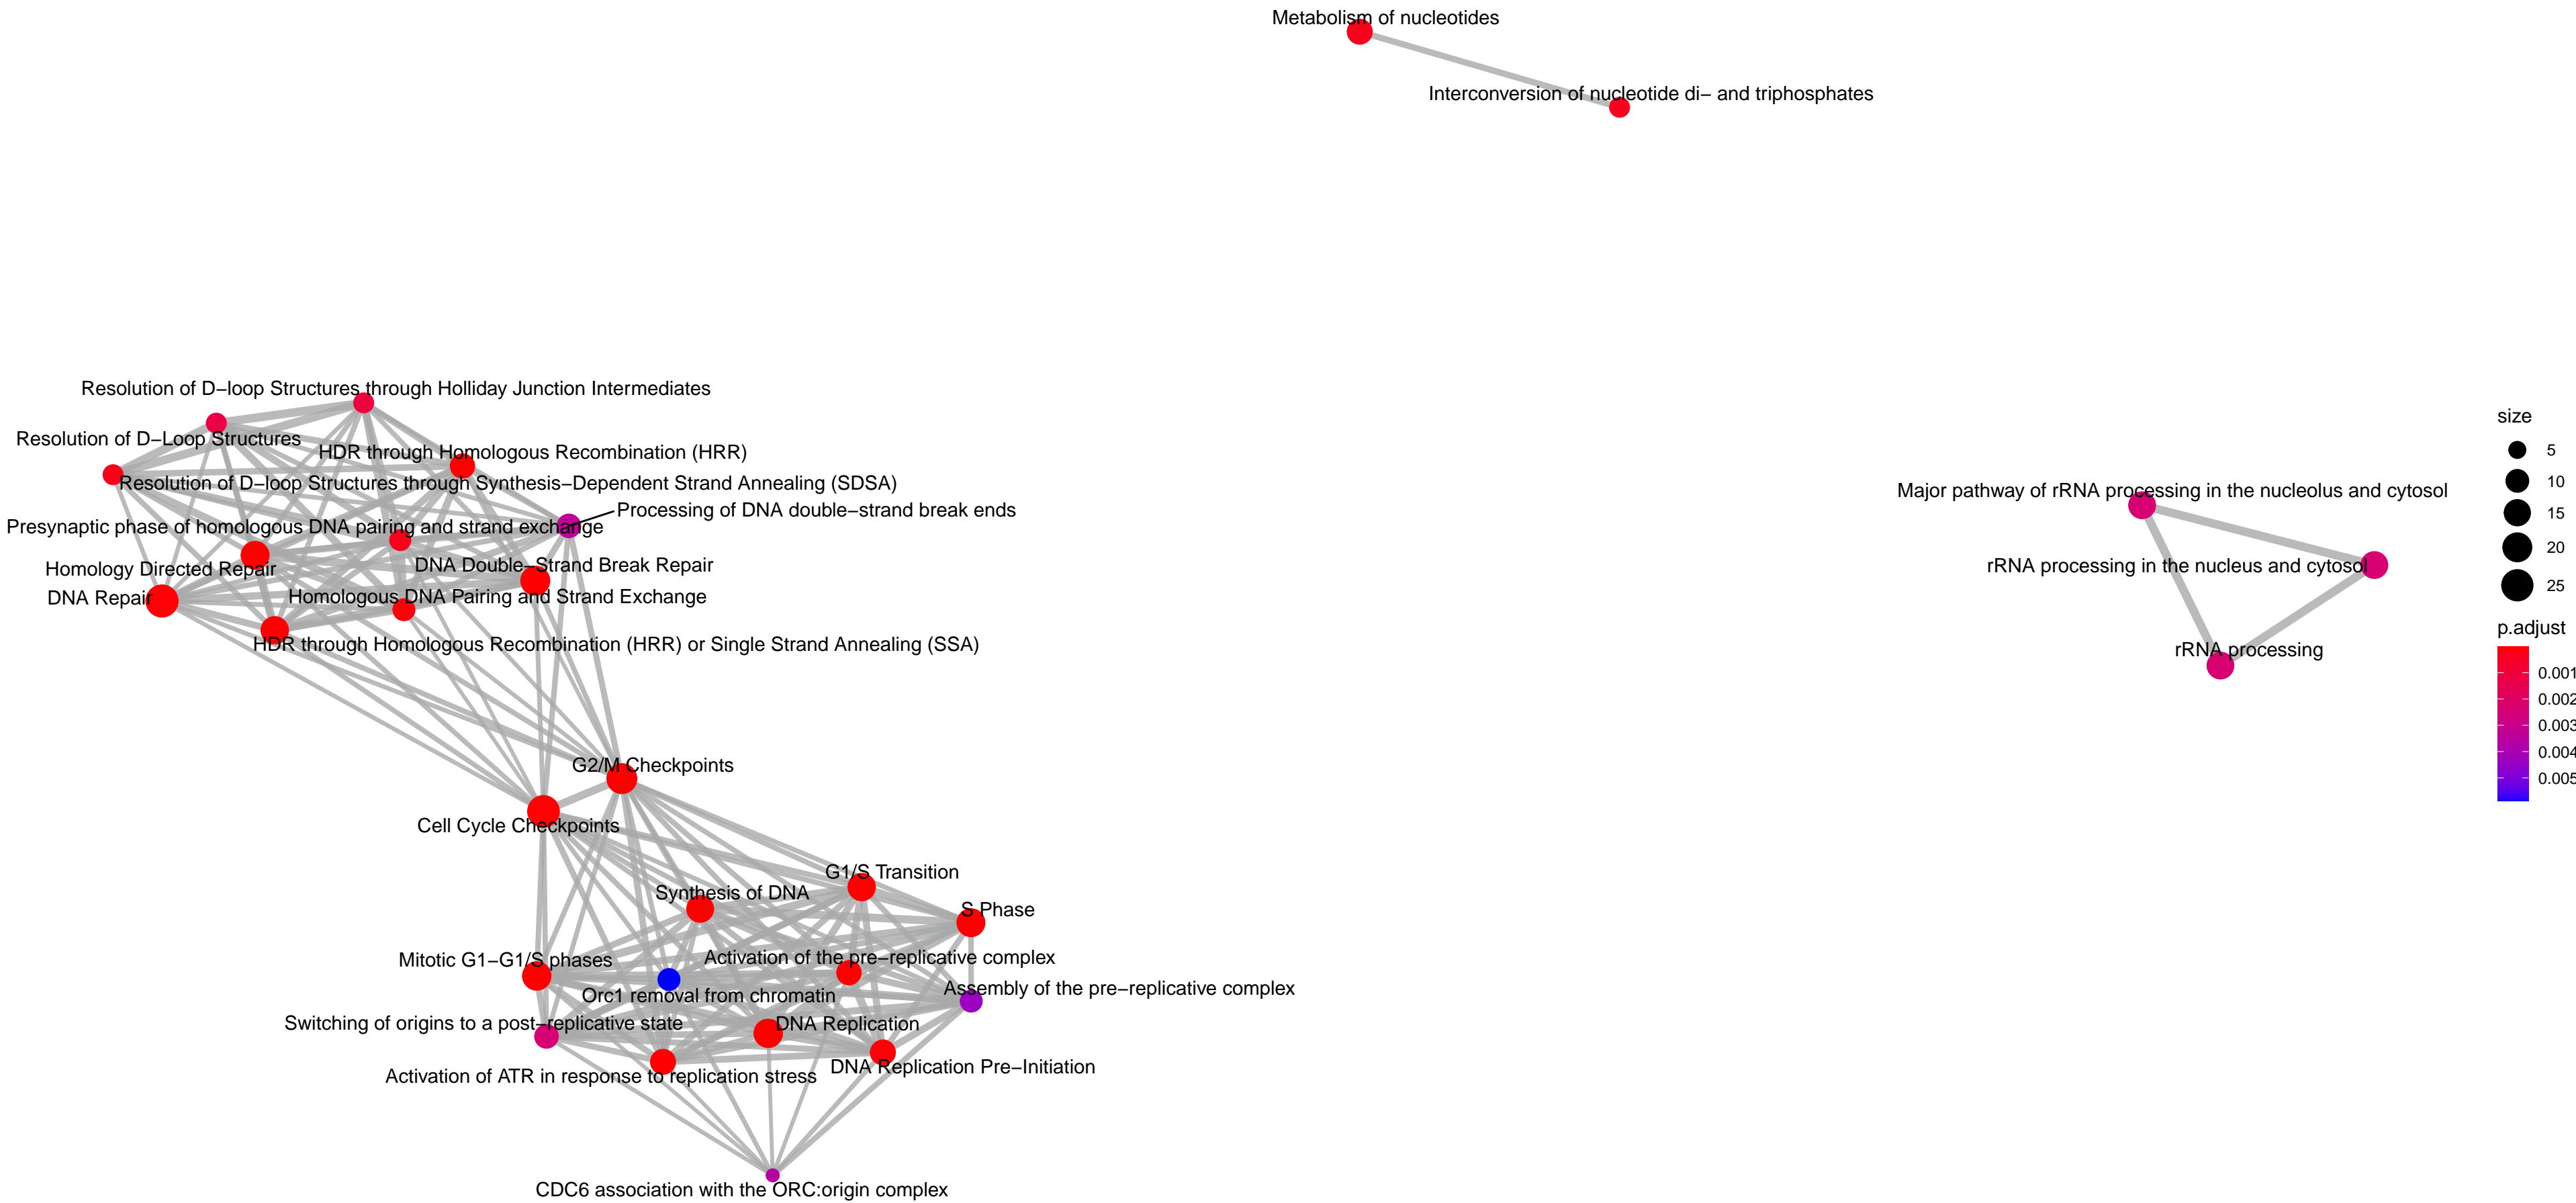 Metabolism of nucleotides
Interconversion of nucleotide di− and triphosphates
Resolution of D−loop Structures through Holliday Junction Intermediates
Resolution of D−Loop Structures
HDR through Homologous Recombination (HRR)
Resolution of D−loop Structures through Synthesis−Dependent Strand Annealing (SDSA)
Processing of DNA double−strand break ends
Presynaptic phase of homologous DNA pairing and strand exchange
DNA Double−Strand Break Repair
Homology Directed Repair
DNA Repair
Homologous DNA Pairing and Strand Exchange
HDR through Homologous Recombination (HRR) or Single Strand Annealing (SSA)
Major pathway of rRNA processing in the nucleolus and cytosol
rRNA processing in the nucleus and cytosol
rRNA processing
G2/M Checkpoints
Cell Cycle Checkpoints
G1/S Transition
Synthesis of DNA
S Phase
Mitotic G1−G1/S phases
Activation of the pre−replicative complex
Orc1 removal from chromatin
Assembly of the pre−replicative complex
Switching of origins to a post−replicative state
DNA Replication
DNA Replication Pre−Initiation
Activation of ATR in response to replication stress
CDC6 association with the ORC:origin complex
size
5
10
15
20
25
p.adjust
0.001
0.002
0.003
0.004
0.005